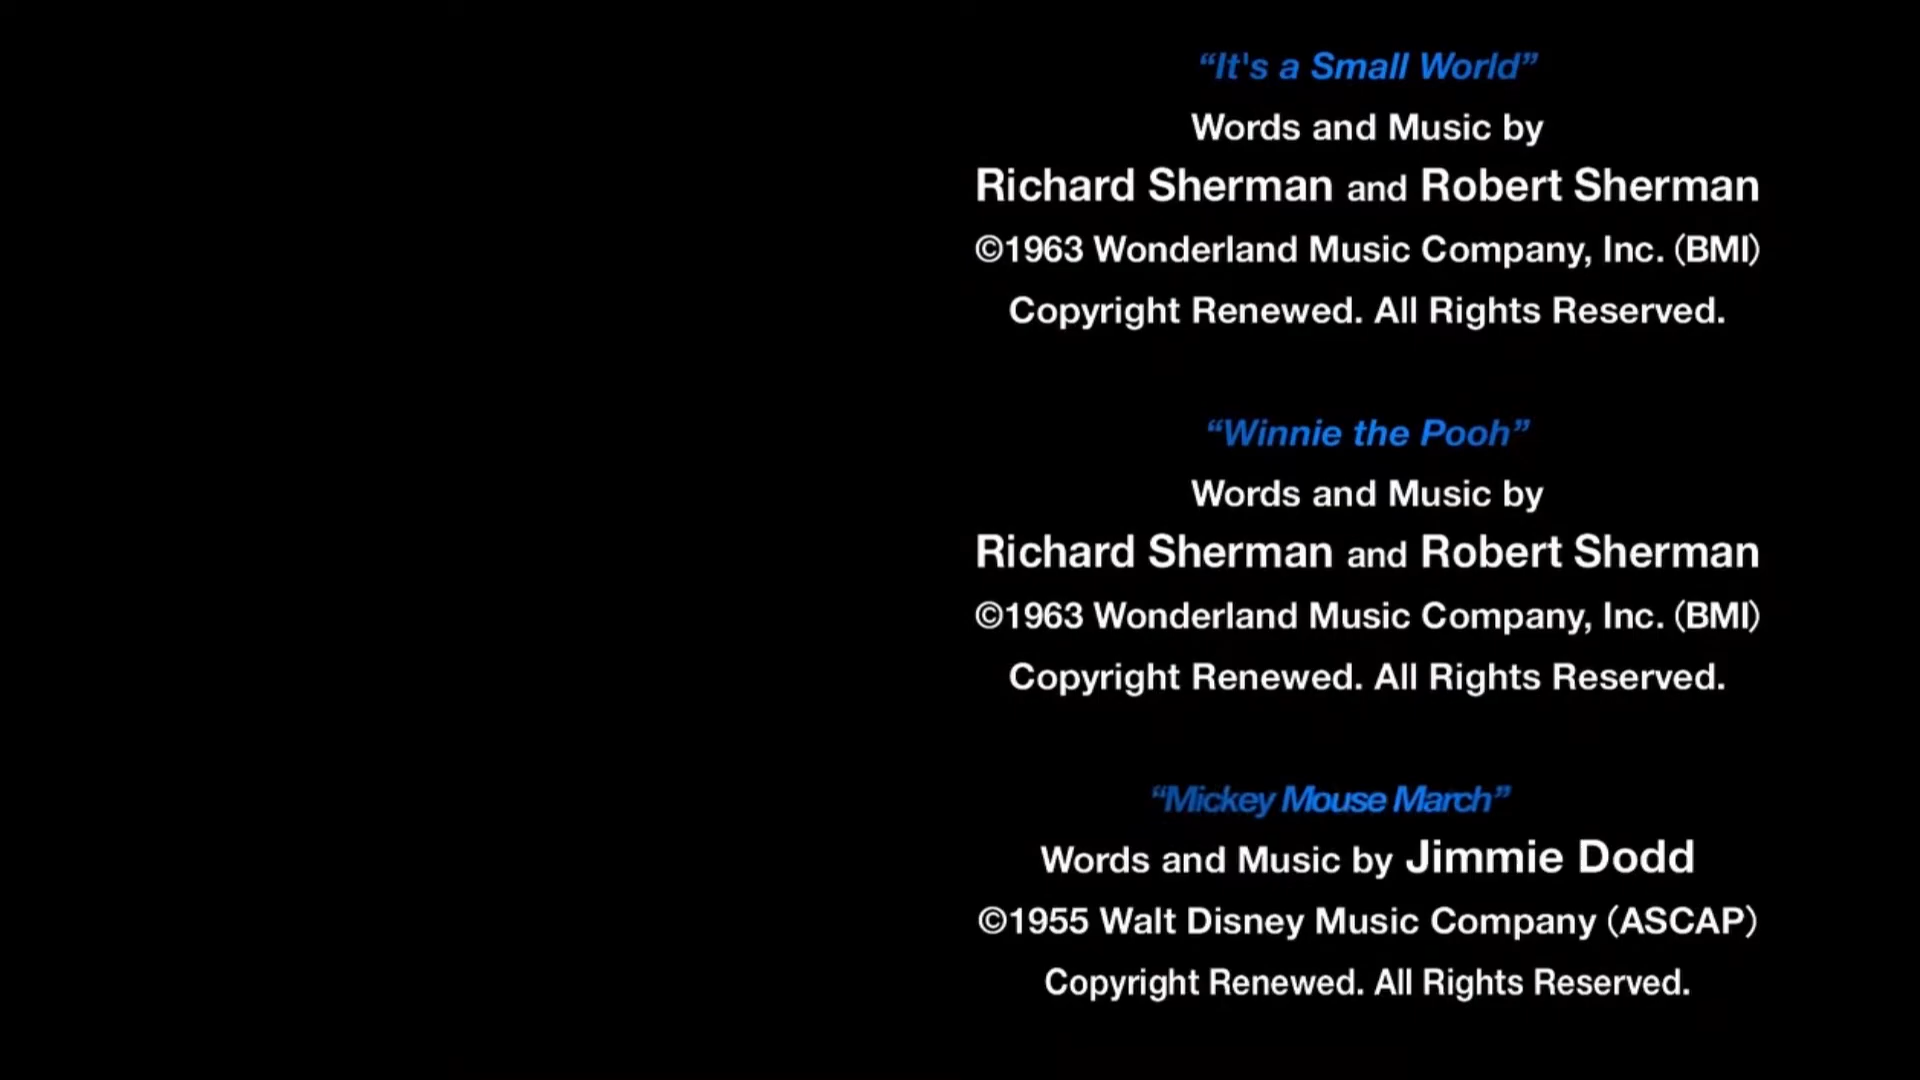 “It's a Small World”
Words and Music by
Richard Sherman and Robert Sherman
©1963 Wonderland Music Company, Inc. (BMI)
Copyright Renewed. All Rights Reserved.
“Winnie the Pooh”
Words and Music by
Richard Sherman and Robert Sherman
©1963 Wonderland Music Company, Inc. (BMI)
Copyright Renewed. All Rights Reserved.
“Mickey Mouse March”
Words and Music by Jimmie Dodd
©1955 Walt Disney Music Company (ASCAP)
Copyright Renewed. All Rights Reserved.